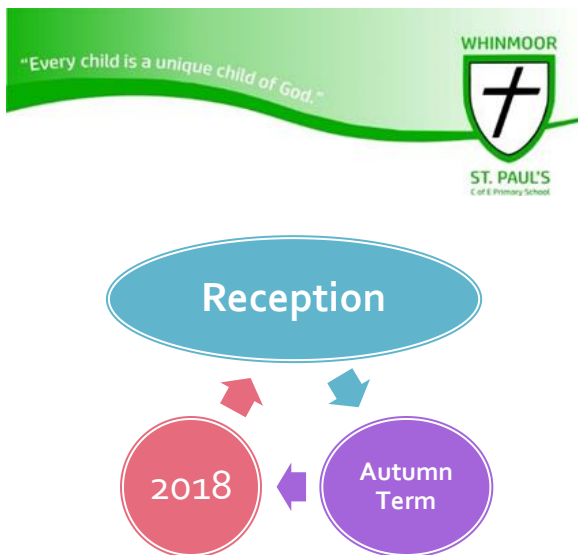 "Every child is a unique child of God."
WHINMOOR
ST. PAUL'S
C of E Primary School
Reception
2018
Autumn
Term